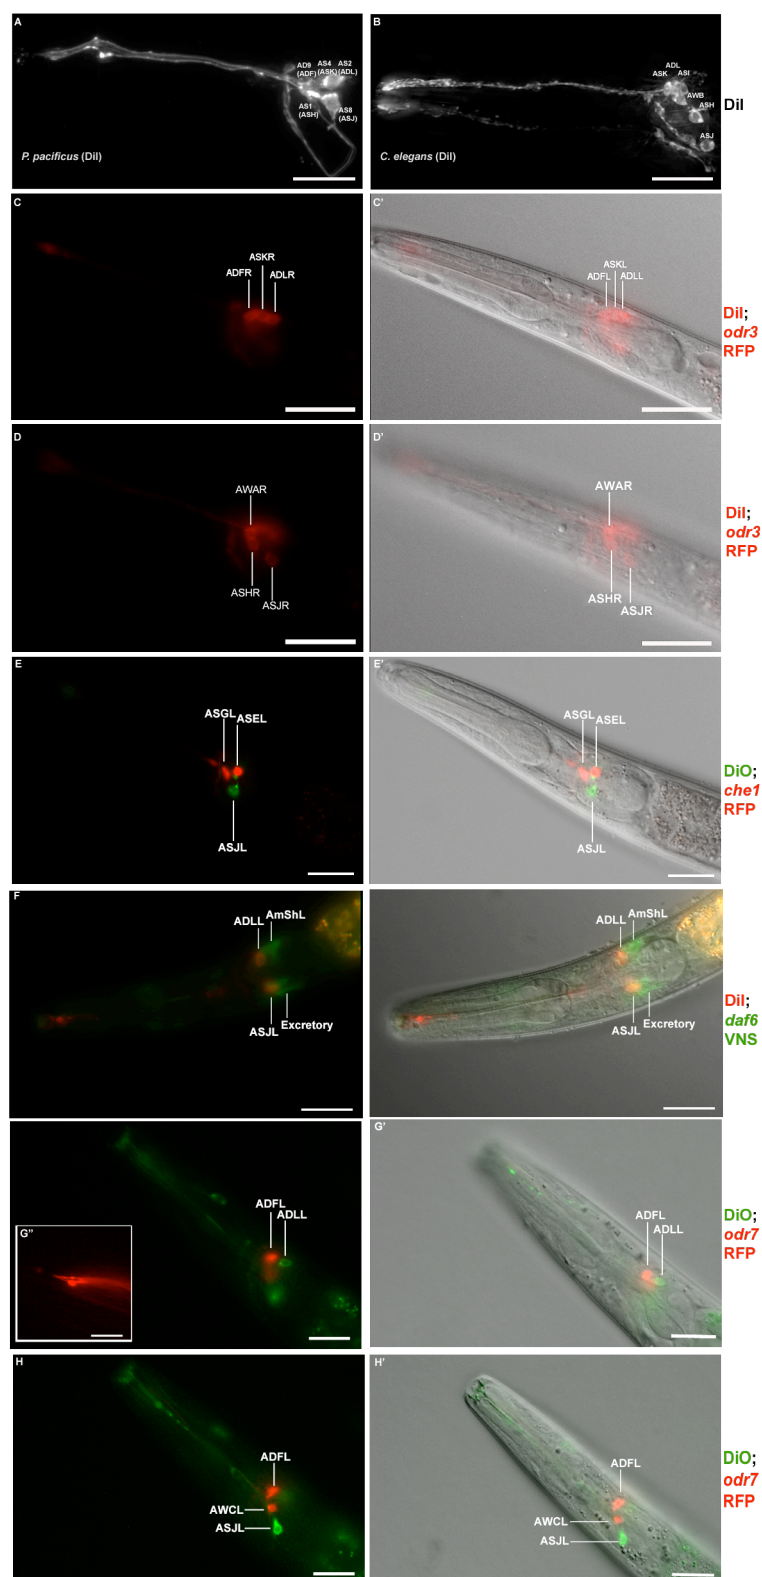 A
AD9 (ADF)
AS4 (ASK)
AS2 (ADL)
AS1 (ASH)
AS8 (ASJ)
P. pacificus (DiI)
B
ADL
ASK
ASI
AWB
ASH
ASJ
C. elegans (DiI)
DiI
C
ASKR
ADFR
ADLR
C'
ASKL
ADFL
ADLL
DiI;
odr3
RFP
D
AWAR
ASHR
ASJR
D'
AWAR
ASHR
ASJR
DiI;
odr3
RFP
E
ASGL
ASEL
ASJL
E'
ASGL
ASEL
ASJL
DiO;
che1
RFP
F
AmShL
ADLL
ASJL
Excretory
AmShL
ADLL
ASJL
Excretory
DiI;
daf6
VNS
ADFL
ADLL
G''
G'
ADFL
ADLL
DiO;
odr7
RFP
H
ADFL
AWCL
ASJL
H'
ADFL
AWCL
ASJL
DiO;
odr7
RFP